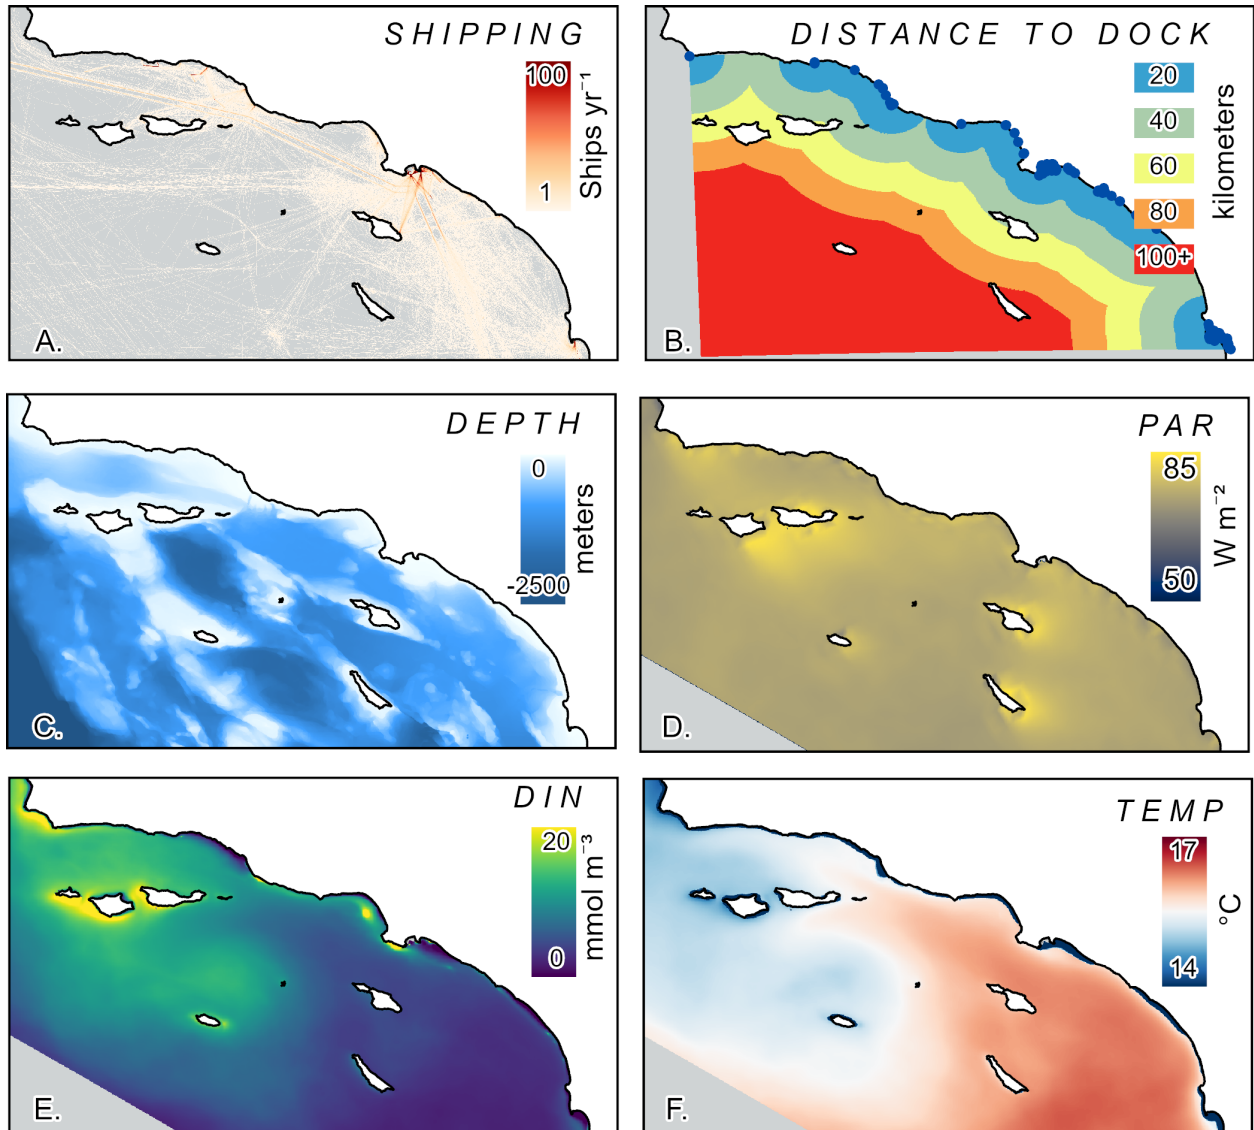 SHIPPING
100
1
Ships yr⁻¹
A.
DISTANCE TO DOCK
20
40
60
80
100+
kilometers
B.
DEPTH
0
-2500
meters
C.
PAR
85
50
W m⁻²
D.
DIN
20
0
mmol m⁻³
E.
TEMP
17
14
°C
F.